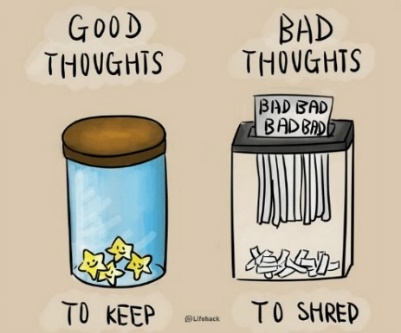 GOOD
THOUGHTS
BAD
THOUGHTS
BAD BAD
BAD BAD
TO KEEP
Lifehack
TO SHRED